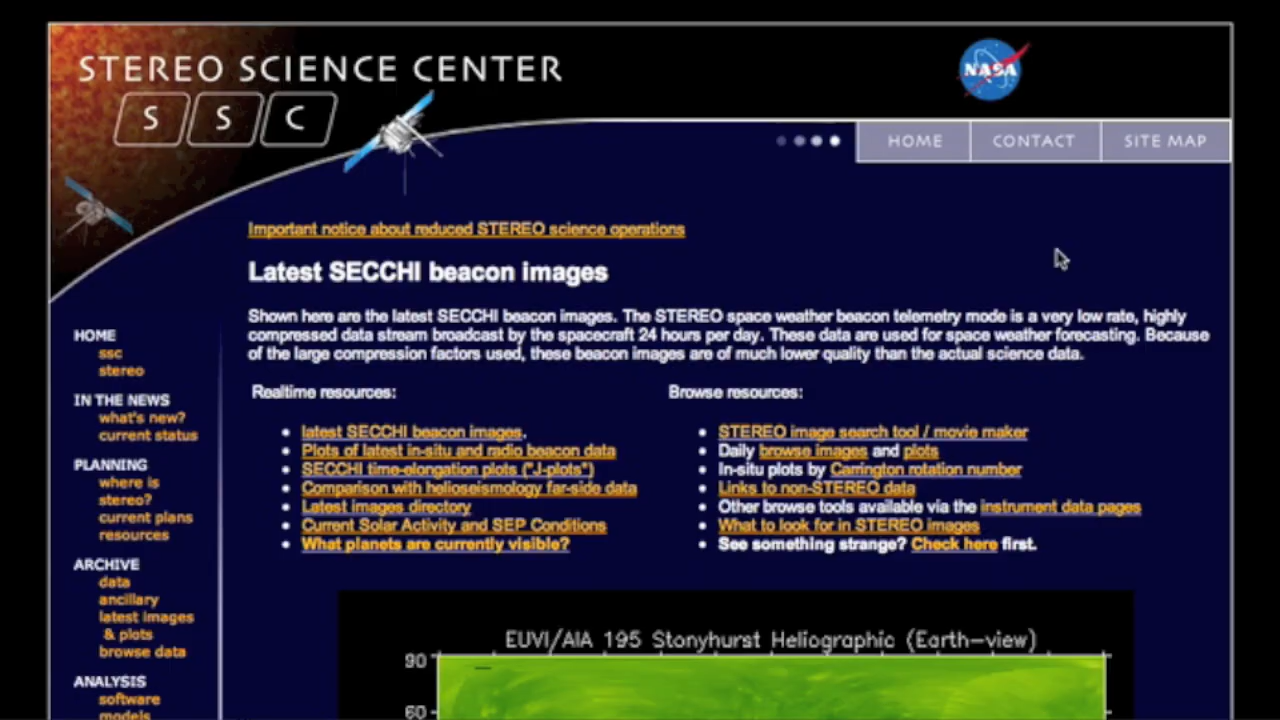 STEREO SCIENCE CENTER
S S C
NASA
HOME CONTACT SITE MAP
Important notice about reduced STEREO science operations
Latest SECCHI beacon images
Shown here are the latest SECCHI beacon images. The STEREO space weather beacon telemetry mode is a very low rate, highly
compressed data stream broadcast by the spacecraft 24 hours per day. These data are used for space weather forecasting. Because
of the large compression factors used, these beacon images are of much lower quality than the actual science data.
HOME
ssc
stereo
IN THE NEWS
what's new?
current status
PLANNING
where is
stereo?
current plans
resources
ARCHIVE
data
ancillary
latest images
& plots
browse data
ANALYSIS
software
models
Realtime resources:
latest SECCHI beacon images.
Plots of latest in-situ and radio beacon data
SECCHI time-elongation plots ("J-plots")
Comparison with helioseismology far-side data
Latest images directory
Current Solar Activity and SEP Conditions
What planets are currently visible?
Browse resources:
STEREO image search tool / movie maker
Daily browse images and plots
In-situ plots by Carrington rotation number
Links to non-STEREO data
Other browse tools available via the instrument data pages
What to look for in STEREO images
See something strange? Check here first.
EUVI/AIA 195 Stonyhurst Heliographic (Earth-view)
90
60